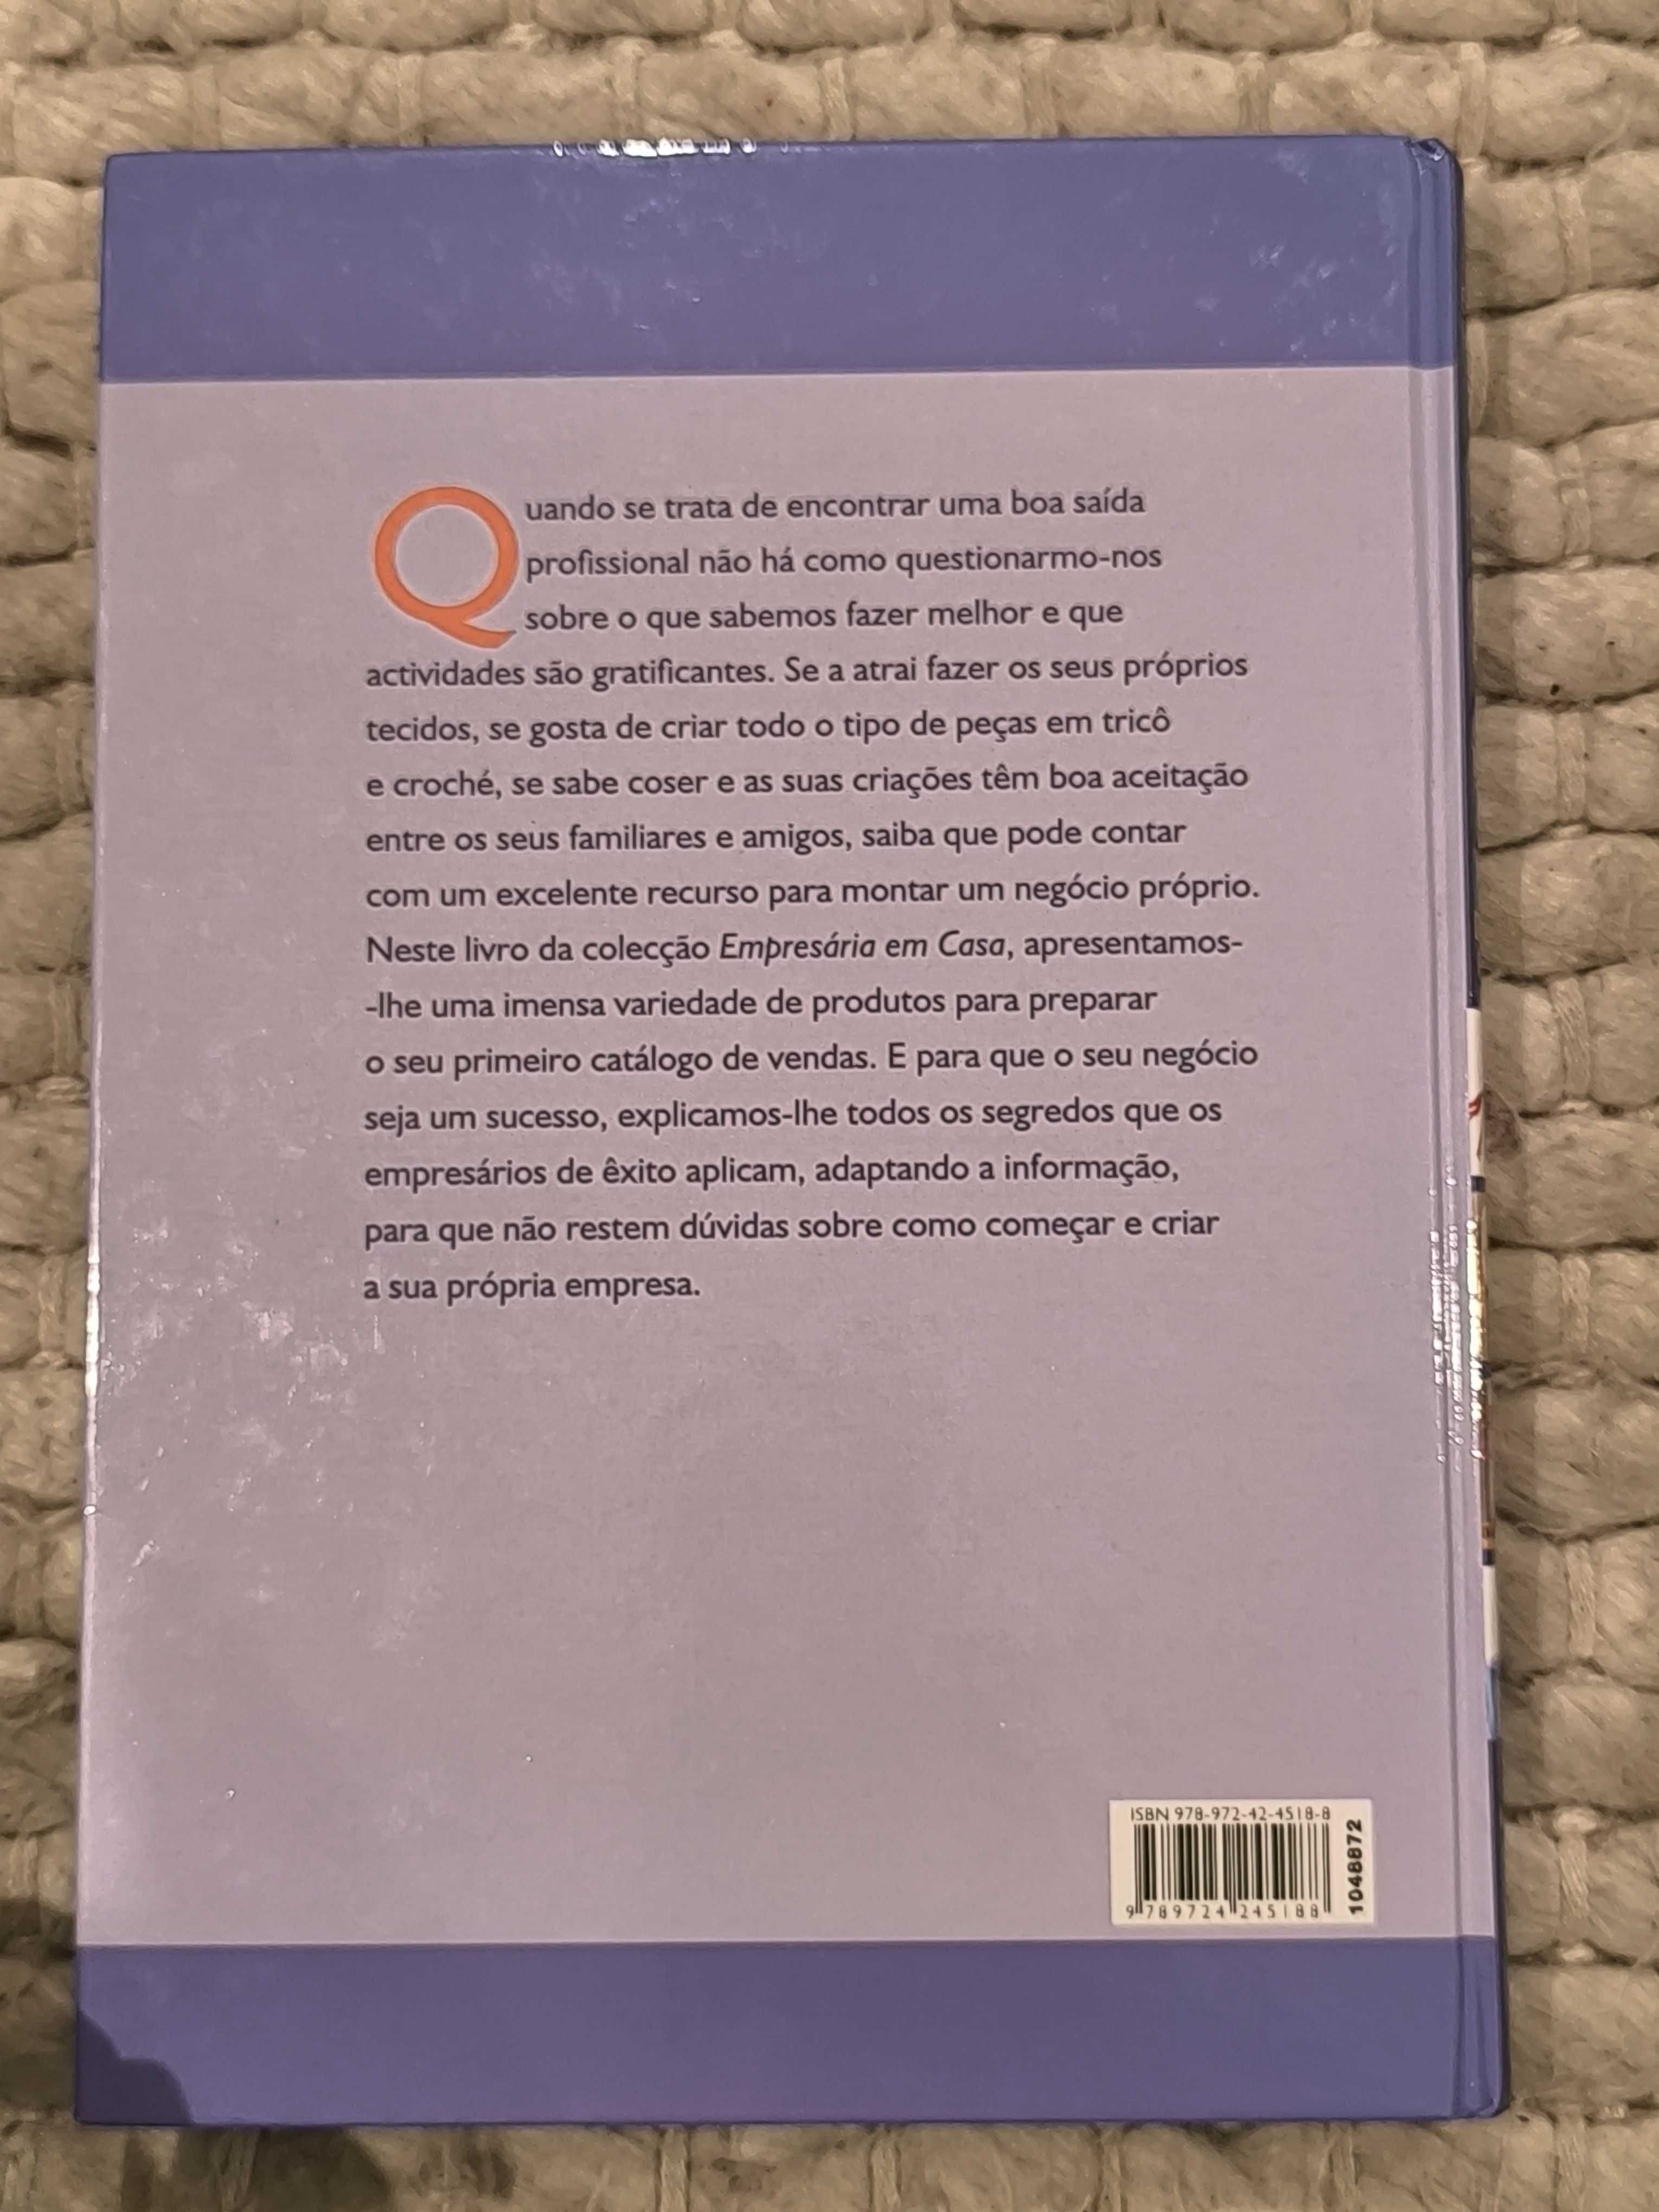 Quando se trata de encontrar uma boa saída
profissional não há como questionarmo-nos
sobre o que sabemos fazer melhor e que
actividades são gratificantes. Se a atrai fazer os seus próprios
tecidos, se gosta de criar todo o tipo de peças em tricô
e croché, se sabe coser e as suas criações têm boa aceitação
entre os seus familiares e amigos, saiba que pode contar
com um excelente recurso para montar um negócio próprio.
Neste livro da colecção Empresária em Casa, apresentamos-
-lhe uma imensa variedade de produtos para preparar
o seu primeiro catálogo de vendas. E para que o seu negócio
seja um sucesso, explicamos-lhe todos os segredos que os
empresários de êxito aplicam, adaptando a informação,
para que não restem dúvidas sobre como começar e criar
a sua própria empresa.
ISBN 978-972-42-4518-8
9 789724 245188
1048872